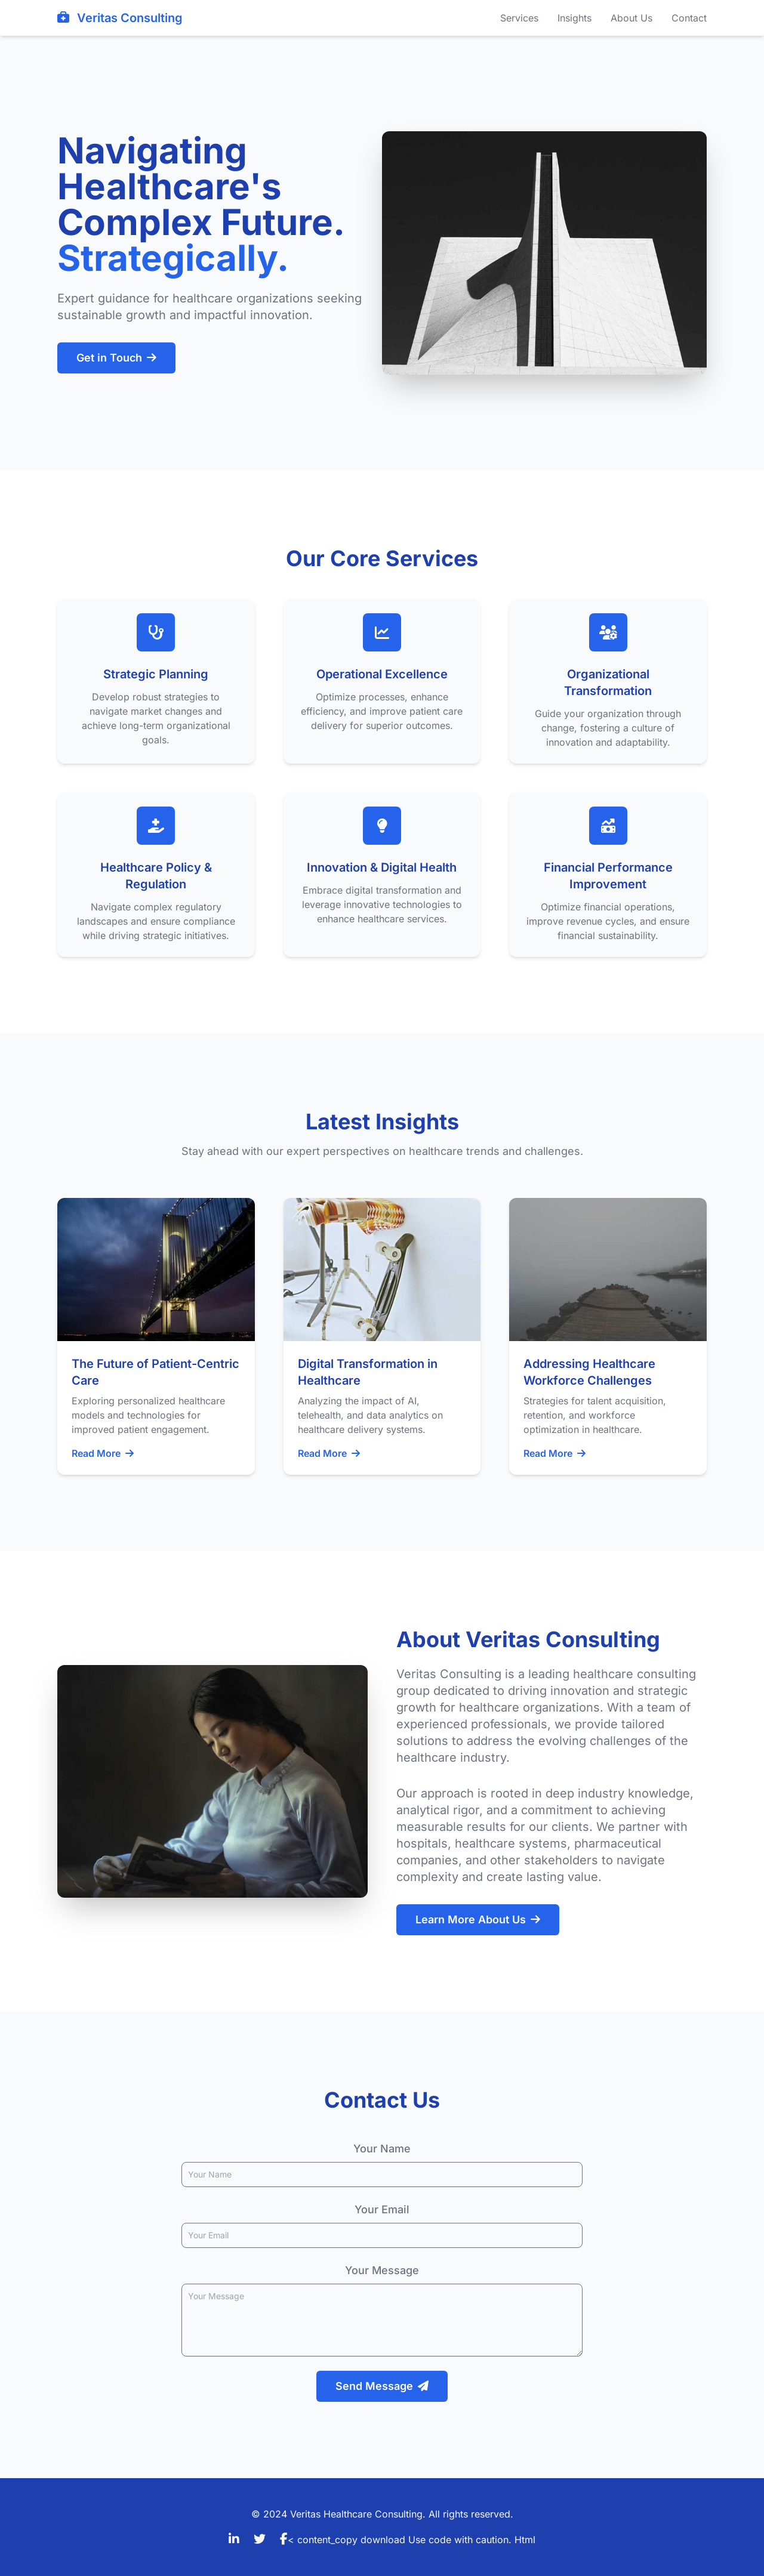 Veritas Consulting
Services Insights About Us Contact
Navigating
Healthcare's
Complex Future.
Strategically.
Expert guidance for healthcare organizations seeking
sustainable growth and impactful innovation.
Get in Touch
Our Core Services
Strategic Planning
Develop robust strategies to
navigate market changes and
achieve long-term organizational
goals.
Operational Excellence
Optimize processes, enhance
efficiency, and improve patient care
delivery for superior outcomes.
Organizational
Transformation
Guide your organization through
change, fostering a culture of
innovation and adaptability.
Healthcare Policy &
Regulation
Navigate complex regulatory
landscapes and ensure compliance
while driving strategic initiatives.
Innovation & Digital Health
Embrace digital transformation and
leverage innovative technologies to
enhance healthcare services.
Financial Performance
Improvement
Optimize financial operations,
improve revenue cycles, and ensure
financial sustainability.
Latest Insights
Stay ahead with our expert perspectives on healthcare trends and challenges.
The Future of Patient-Centric
Care
Exploring personalized healthcare
models and technologies for
improved patient engagement.
Read More
Digital Transformation in
Healthcare
Analyzing the impact of AI,
telehealth, and data analytics on
healthcare delivery systems.
Read More
Addressing Healthcare
Workforce Challenges
Strategies for talent acquisition,
retention, and workforce
optimization in healthcare.
Read More
About Veritas Consulting
Veritas Consulting is a leading healthcare consulting
group dedicated to driving innovation and strategic
growth for healthcare organizations. With a team of
experienced professionals, we provide tailored
solutions to address the evolving challenges of the
healthcare industry.
Our approach is rooted in deep industry knowledge,
analytical rigor, and a commitment to achieving
measurable results for our clients. We partner with
hospitals, healthcare systems, pharmaceutical
companies, and other stakeholders to navigate
complexity and create lasting value.
Learn More About Us
Contact Us
Your Name
Your Name
Your Email
Your Email
Your Message
Your Message
Send Message
© 2024 Veritas Healthcare Consulting. All rights reserved.
< content_copy download Use code with caution. Html